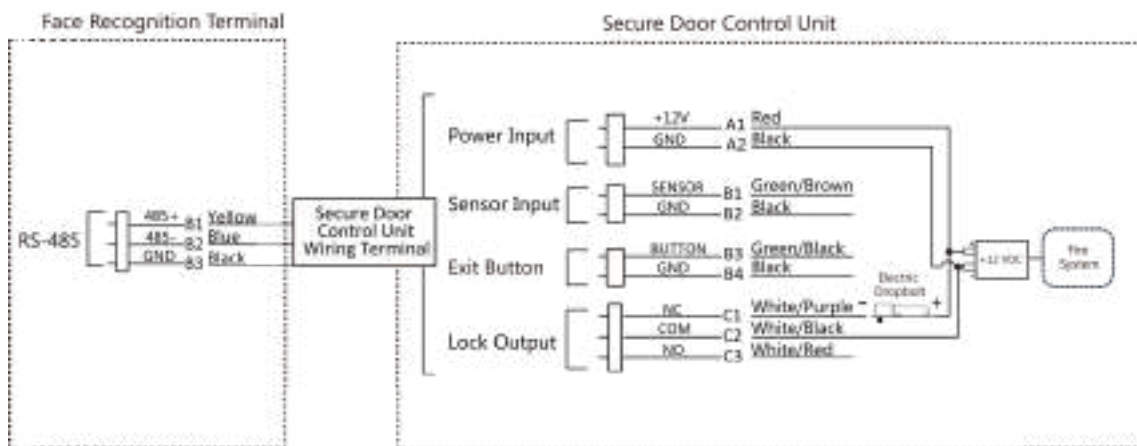 Face Recognition Terminal
Secure Door Control Unit
RS-485
485+ B1 Yellow
485- B2 Blue
GND B3 Black
Secure Door
Control Unit
Wiring Terminal
Power Input
+12V A1 Red
GND A2 Black
Sensor Input
SENSOR B1 Green/Brown
GND B2 Black
Exit Button
BUTTON B3 Green/Black
GND B4 Black
Lock Output
NC C1 White/Purple
COM C2 White/Black
NO C3 White/Red
Electric
Dropbolt
- +
+12 VDC
Fire
System